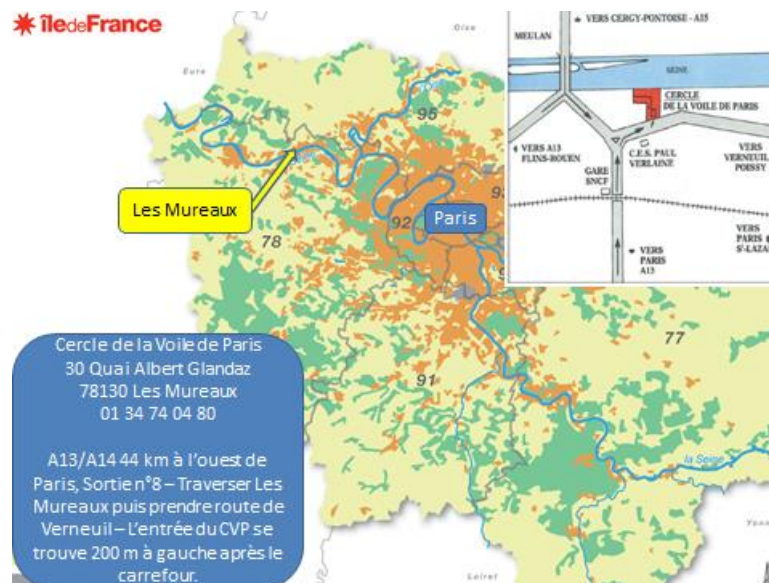 îledeFrance
Eure
Oise
95
Les Mureaux
78
92
93
Paris
91
77
la Seine
Loiret
VERS CERGY-PONTOISE - A15
MEULAN
SEINE
CERCLE
DE LA VOILE DE PARIS
VERS A13
FLINS-ROUEN
C.E.S. PAUL
VERLAINE
GARE
SNCF
VERS
VERNEUIL
POISSY
VERS
PARIS
A13
VERS
PARIS
St-LAZA
Cercle de la Voile de Paris
30 Quai Albert Glandaz
78130 Les Mureaux
01 34 74 04 80
A13/A14 44 km à l'ouest de
Paris, Sortie n°8 – Traverser Les
Mureaux puis prendre route de
Verneuil – L'entrée du CVP se
trouve 200 m à gauche après le
carrefour.